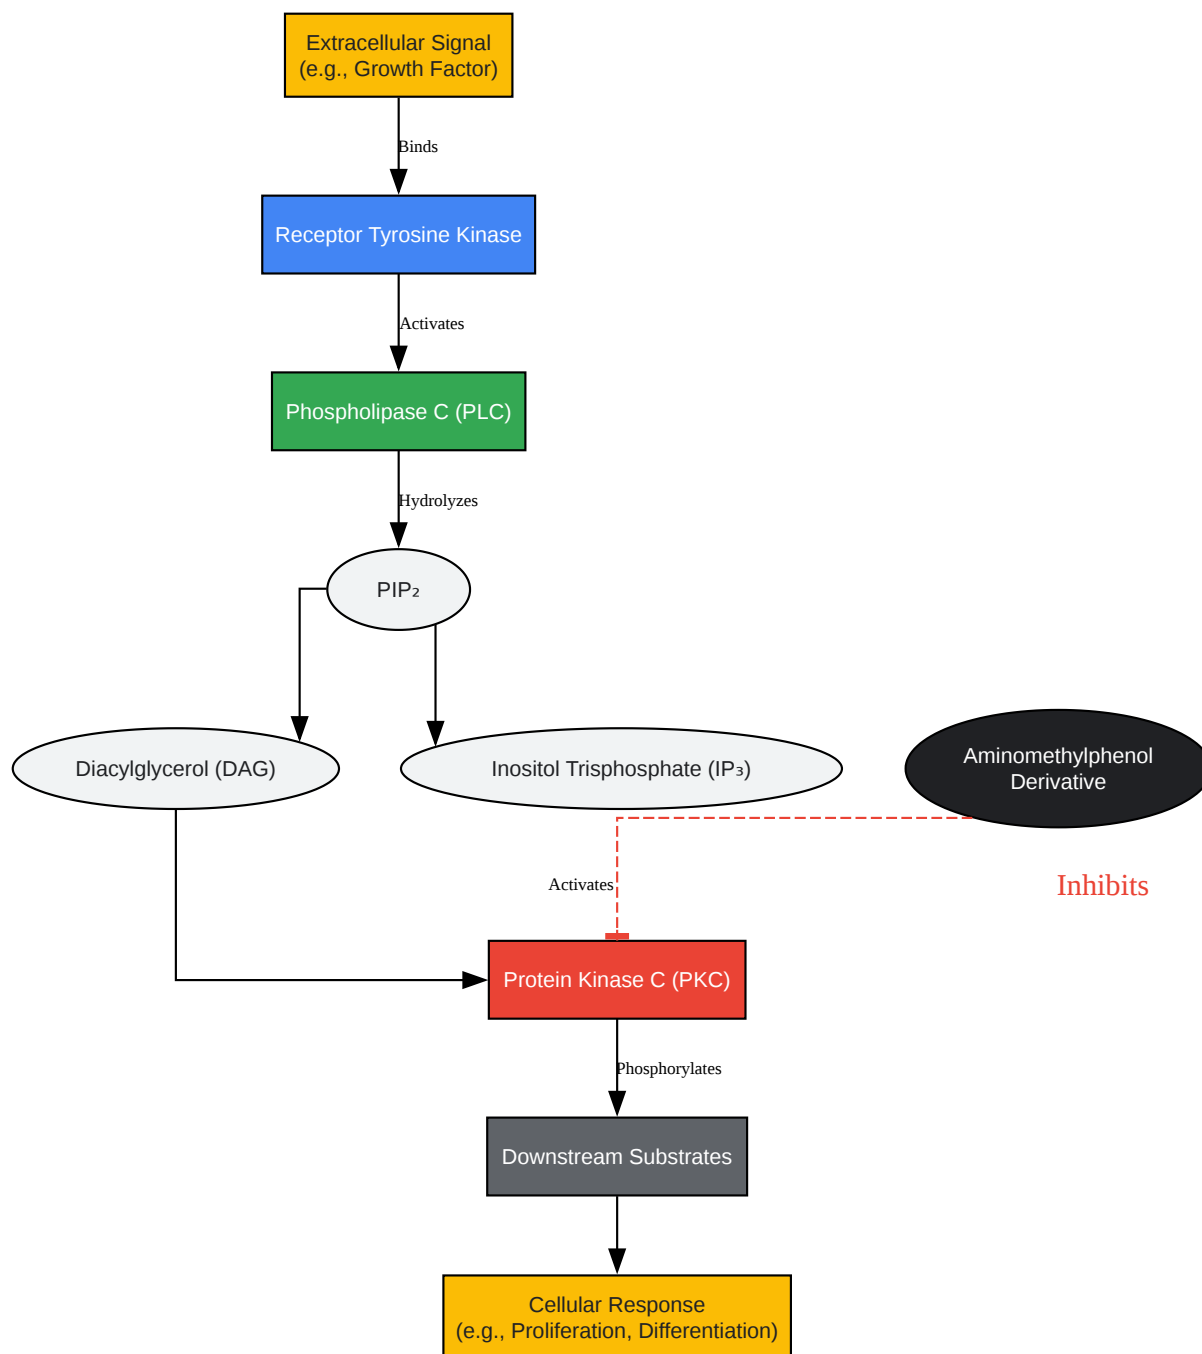 Extracellular Signal
(e.g., Growth Factor)
Binds
Receptor Tyrosine Kinase
Activates
Phospholipase C (PLC)
Hydrolyzes
PIP₂
Diacylglycerol (DAG)
Inositol Trisphosphate (IP₃)
Aminomethylphenol
Derivative
Activates
Inhibits
Protein Kinase C (PKC)
Phosphorylates
Downstream Substrates
Cellular Response
(e.g., Proliferation, Differentiation)